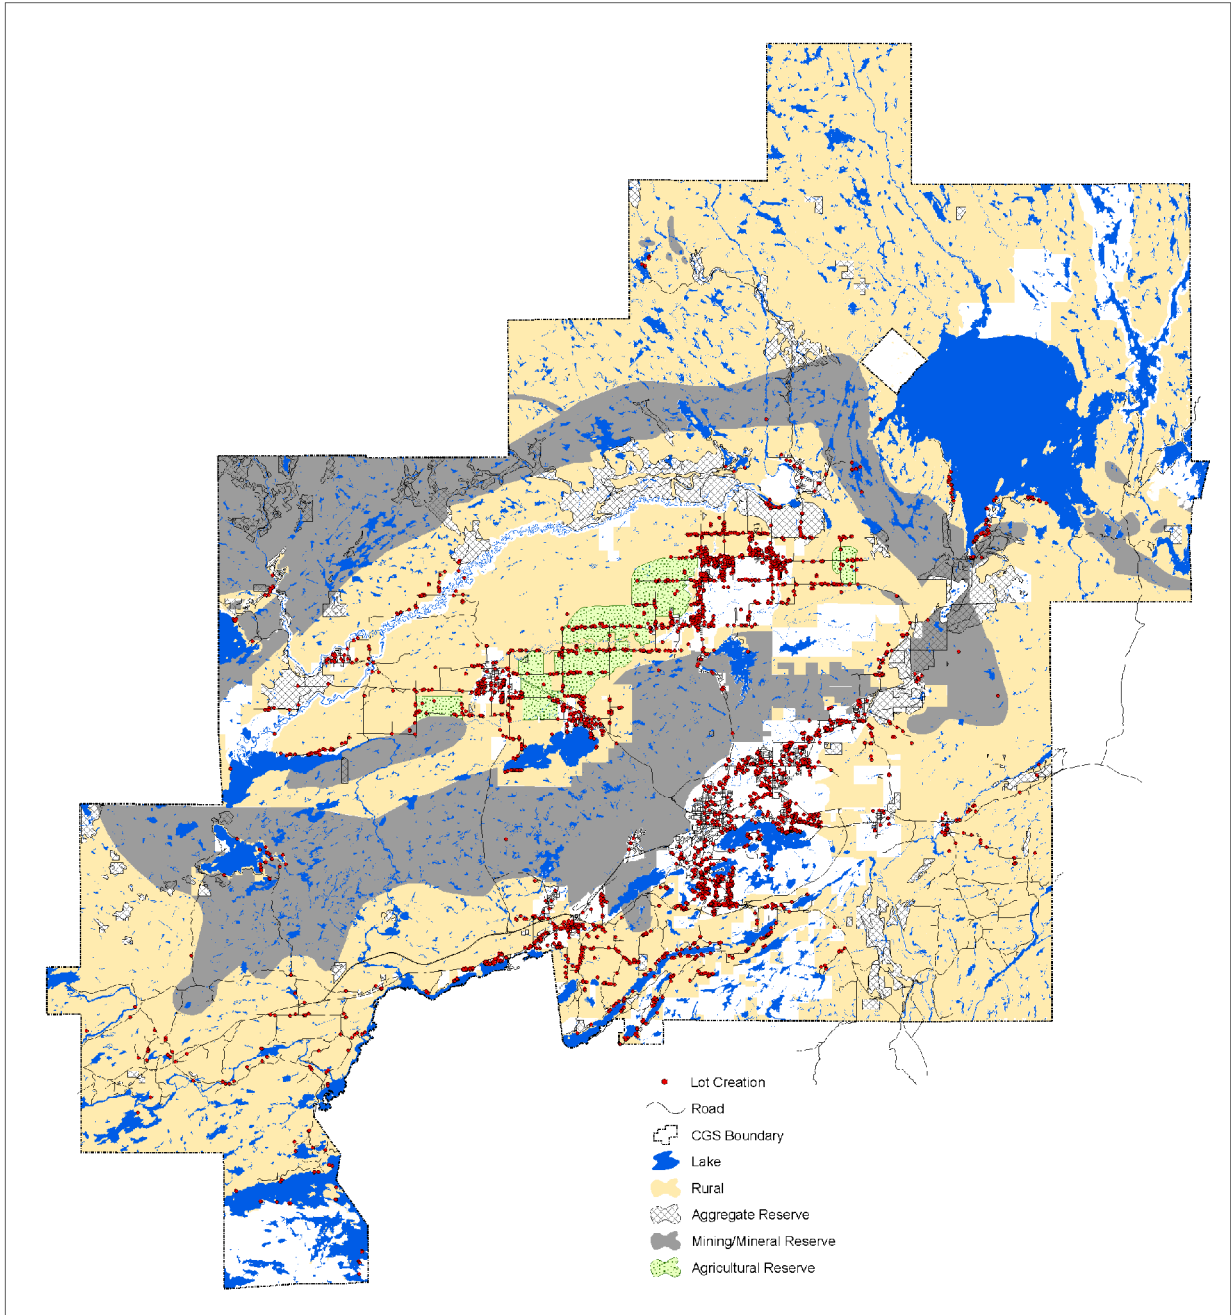 Lot Creation
Road
CGS Boundary
Lake
Rural
Aggregate Reserve
Mining/Mineral Reserve
Agricultural Reserve